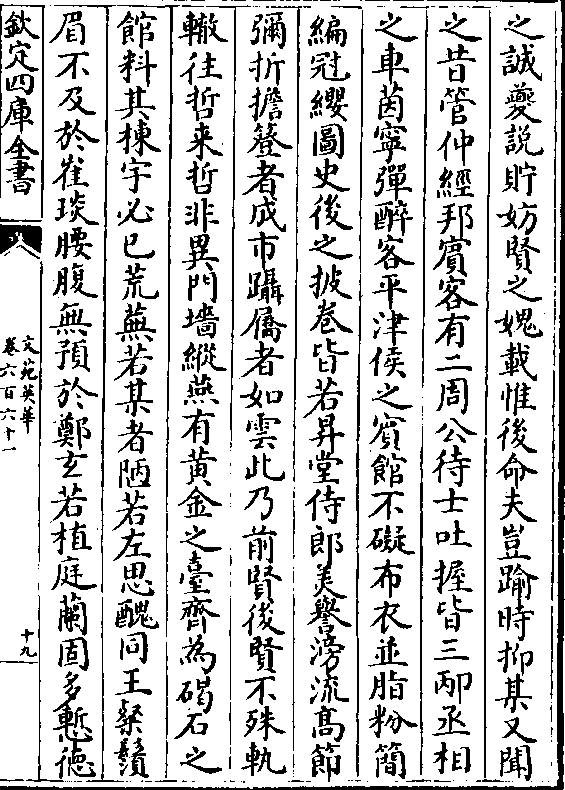 之誠夔説貯妨賢之媿載惟後命夫豈踰時抑某又聞
之昔管仲經邦賓客有二周公待士吐握皆三邴丞相
之車茵寧彈醉客平津侯之賓館不礙布衣並脂粉簡
編冠纓圖史後之披卷皆若昇堂侍郎美譽滂流高節
彌折擔簦者成市躡屩者如雲此乃前賢後賢不殊軌
轍往哲来哲非異門墻縱燕有黄金之臺齊為碣石之
館料其棟宇必已荒蕪若某者陋若左思醜同王粲鬚
眉不及於崔琰腰腹無預於鄭玄若植庭蘭固多慙徳
欽定四庫全書
文苑英華
卷六百六十一
十九